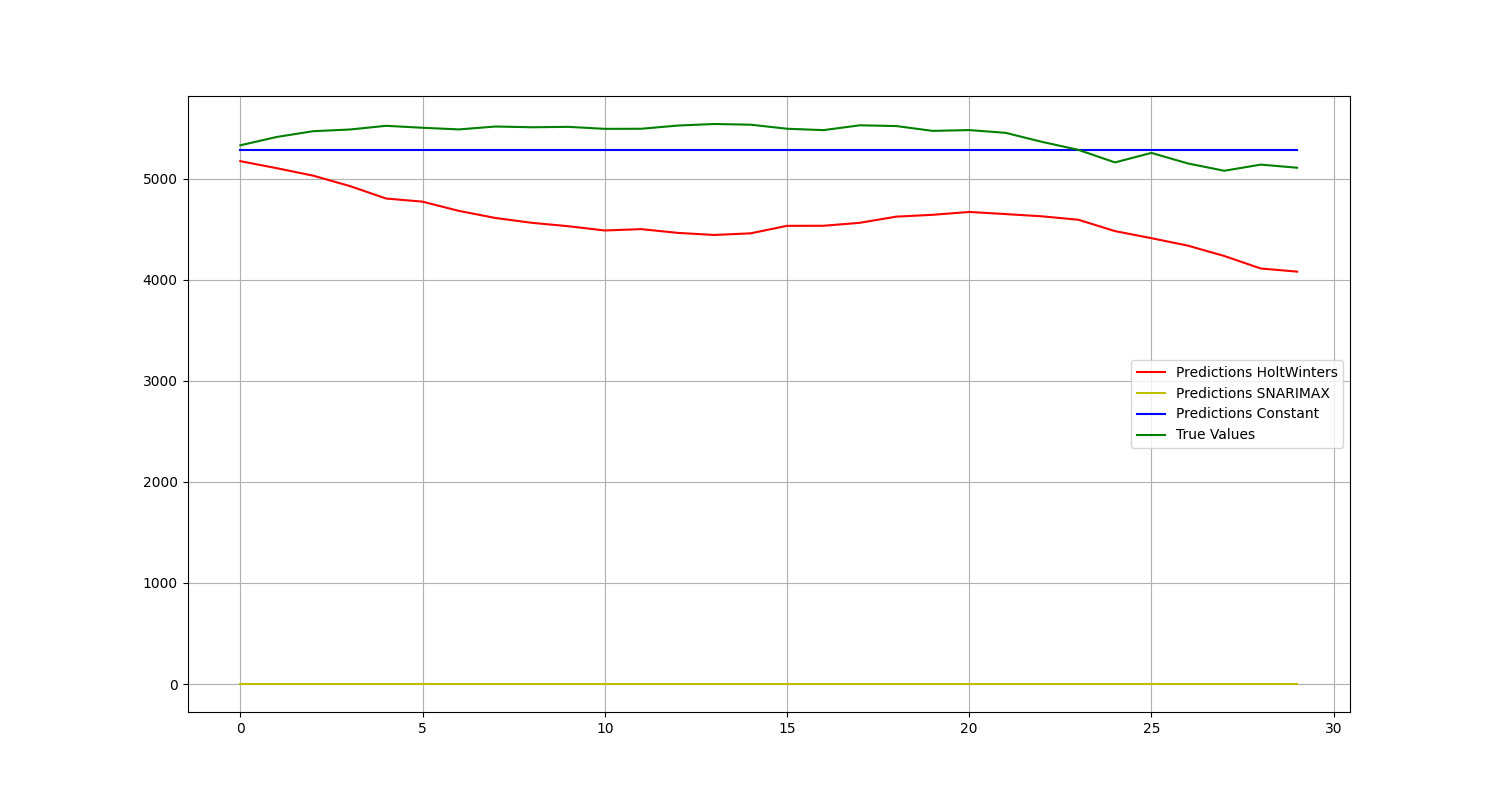 5000
4000
3000
2000
1000
0
0 5 10 15 20 25 30
Predictions HoltWinters
Predictions SNARIMAX
Predictions Constant
True Values